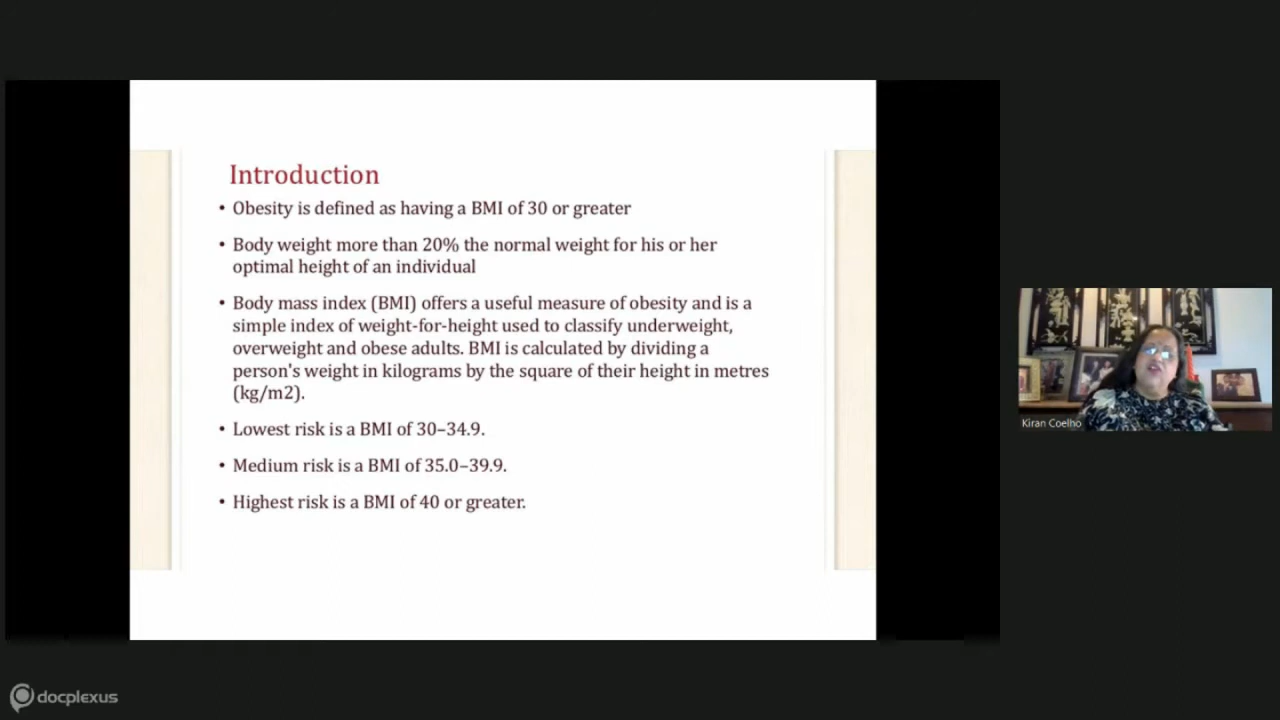 Introduction
• Obesity is defined as having a BMI of 30 or greater
• Body weight more than 20% the normal weight for his or her
optimal height of an individual
• Body mass index (BMI) offers a useful measure of obesity and is a
simple index of weight-for-height used to classify underweight,
overweight and obese adults. BMI is calculated by dividing a
person's weight in kilograms by the square of their height in metres
(kg/m2).
• Lowest risk is a BMI of 30–34.9.
• Medium risk is a BMI of 35.0–39.9.
• Highest risk is a BMI of 40 or greater.
Kiran Coelho
docplexus